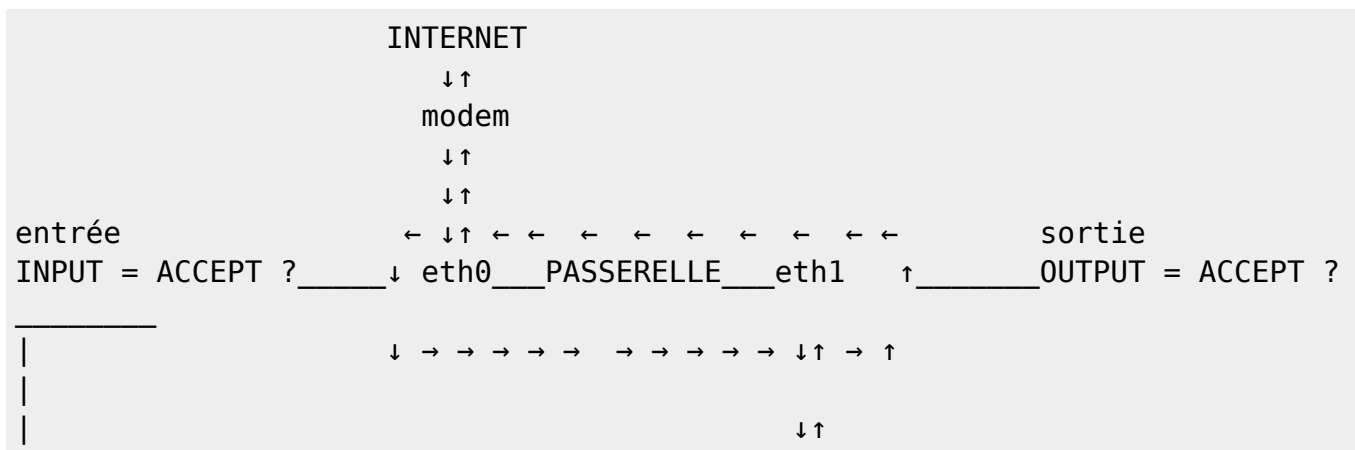 INTERNET
↓↑
modem
↓↑
↓↑
entrée ← ↓↑ ← ← ← ← ← ← ← ← ← sortie
INPUT = ACCEPT ?_____↓ eth0___PASSERELLE___eth1 ↑_______OUTPUT = ACCEPT ?
________
| ↓ → → → → → → → → → → ↓↑ → ↑
|
| ↓↑